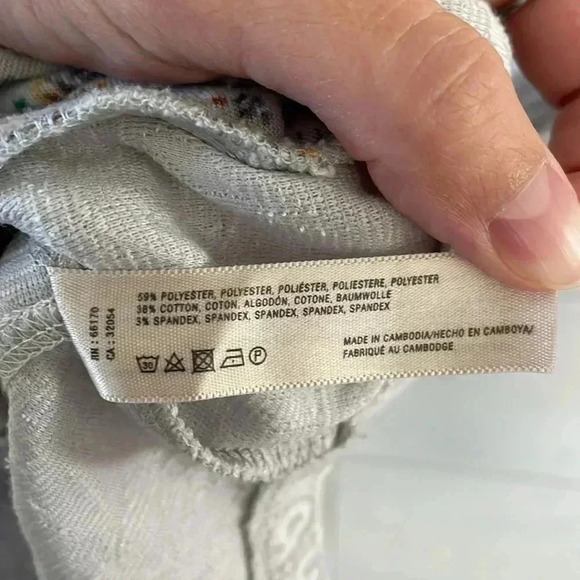 RN : 66170
CA : 32054
59% POLYESTER, POLYESTER, POLIÉSTER, POLIESTERE, POLYESTER
38% COTTON, COTON, ALGODÓN, COTONE, BAUMWOLLE
3% SPANDEX, SPANDEX, SPANDEX, SPANDEX, SPANDEX
30 P
MADE IN CAMBODIA/HECHO EN CAMBOYA/
FABRIQUÉ AU CAMBODGE